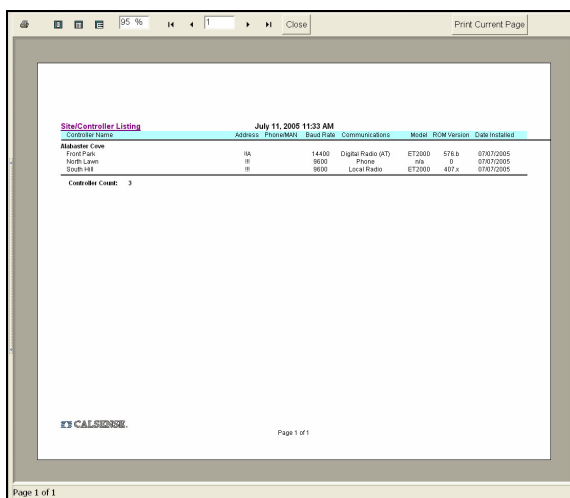 95 %
1
Close
Print Current Page
Site/Controller Listing July 11, 2005 11:33 AM
Controller Name Address Phone/MAN Baud Rate Communications Model ROM Version Date Installed
Alabaster Cove
Front Park !!A 14400 Digital Radio (AT) ET2000 576.b 07/07/2005
North Lawn !!! 9600 Phone n/a 0 07/07/2005
South Hill !!! 9600 Local Radio ET2000 407.x 07/07/2005
Controller Count: 3
CALSENSE.
Page 1 of 1
Page 1 of 1